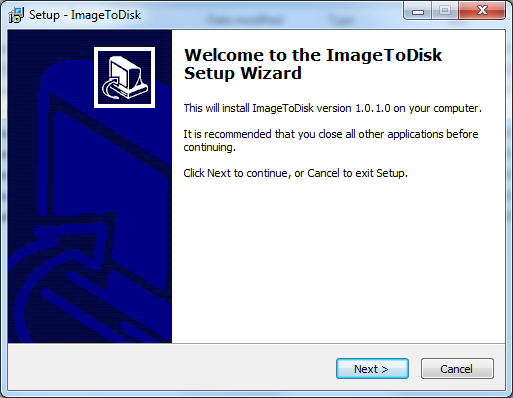 Setup - ImageToDisk
Welcome to the ImageToDisk
Setup Wizard
This will install ImageToDisk version 1.0.1.0 on your computer.
It is recommended that you close all other applications before
continuing.
Click Next to continue, or Cancel to exit Setup.
Next >
Cancel